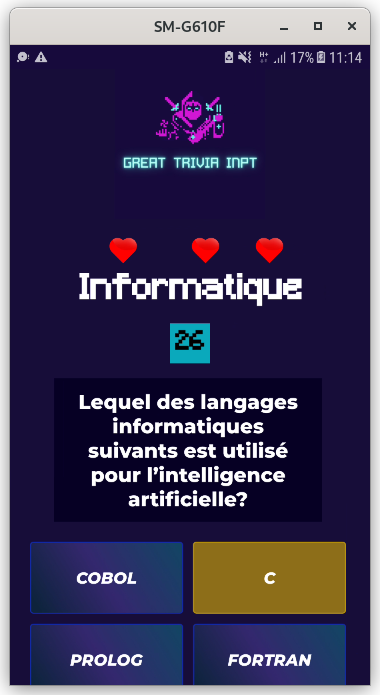 SM-G610F
17% 11:14
GREAT TRIVIA INPT
Informatique
26
Lequel des langages
informatiques
suivants est utilisé
pour l'intelligence
artificielle?
COBOL
C
PROLOG
FORTRAN